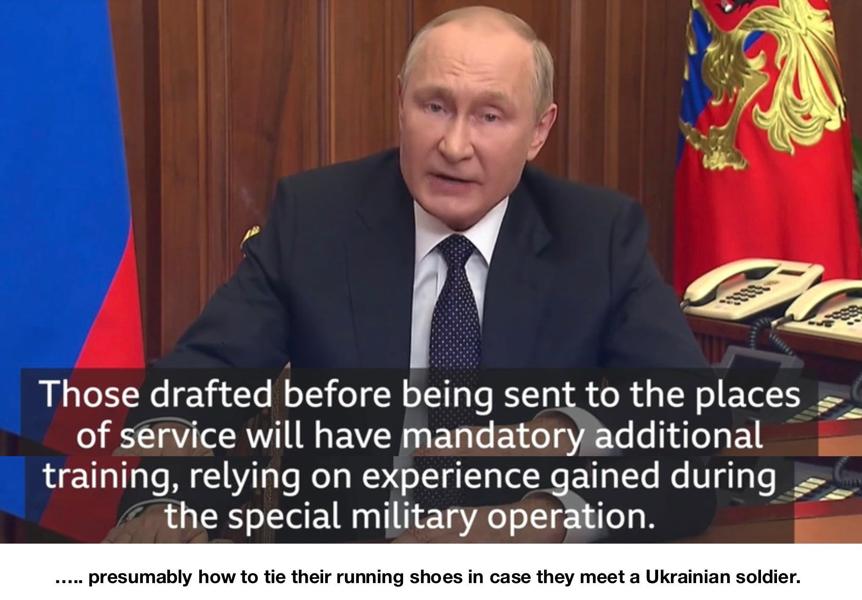 Those drafted before being sent to the places
of service will have mandatory additional
training, relying on experience gained during
the special military operation.
..... presumably how to tie their running shoes in case they meet a Ukrainian soldier.